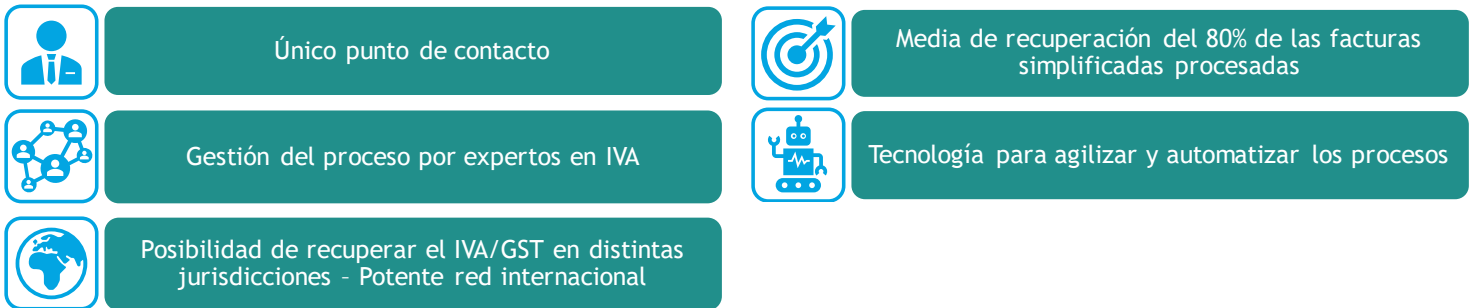 Único punto de contacto
Gestión del proceso por expertos en IVA
Posibilidad de recuperar el IVA/GST en distintas
jurisdicciones – Potente red internacional
Media de recuperación del 80% de las facturas
simplificadas procesadas
Tecnología para agilizar y automatizar los procesos